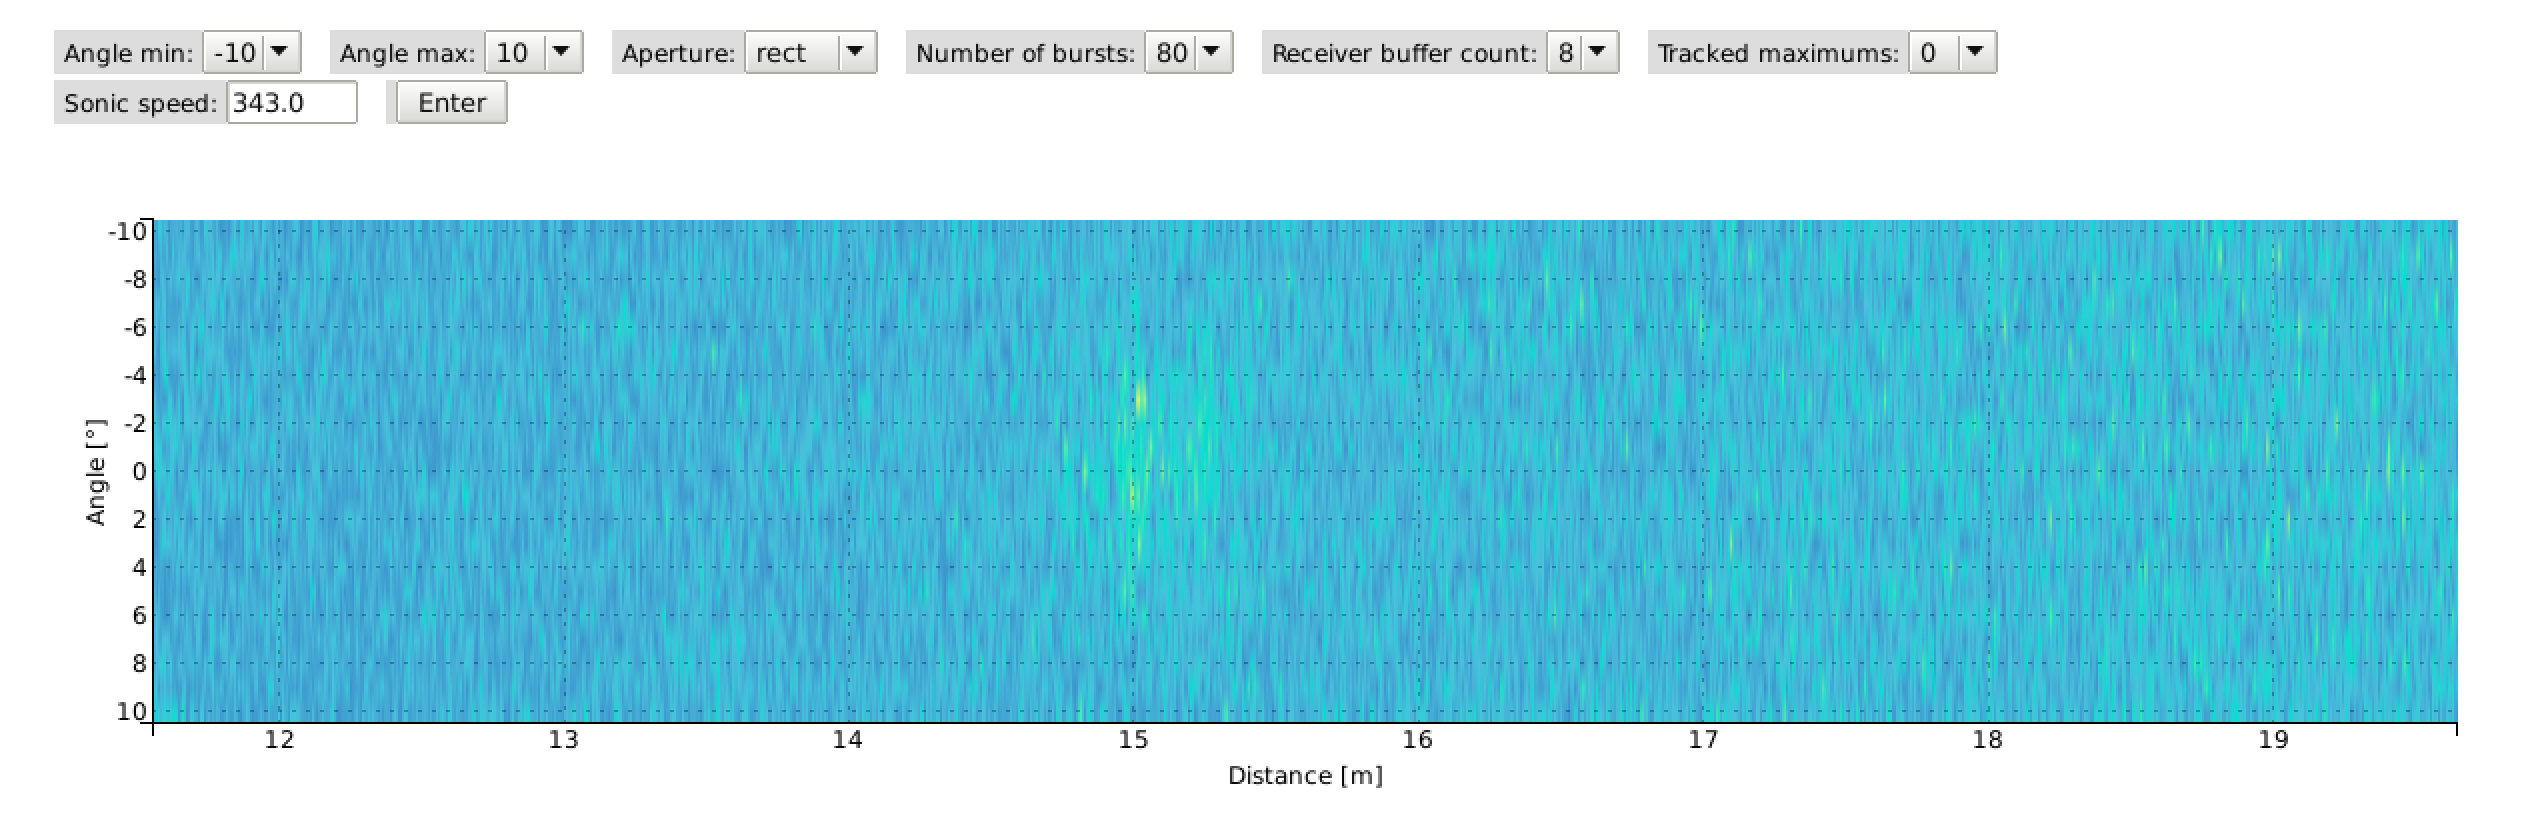 Angle min: -10 Angle max: 10 Aperture: rect Number of bursts: 80 Receiver buffer count: 8 Tracked maximums: 0
Sonic speed: 343.0 Enter
-10
-8
-6
-4
-2
0
2
4
6
8
10
Angle [°]
12 13 14 15 16 17 18 19
Distance [m]